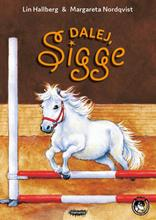 Lin Hallberg & Margareta Nordqvist
DALEJ,
Sigge